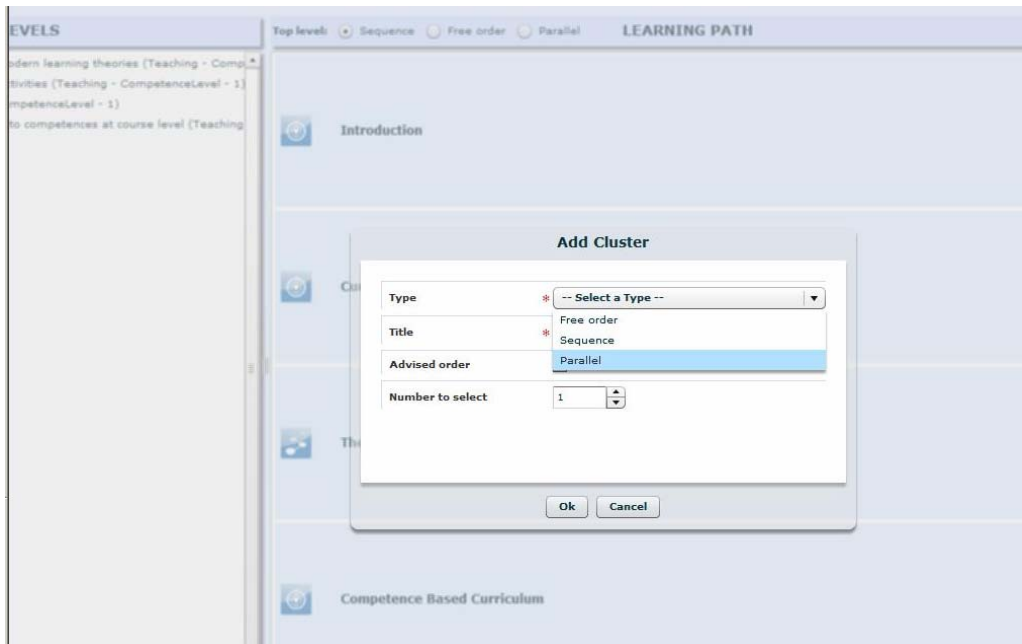 EVELS
Top level: Sequence Free order Parallel LEARNING PATH
odern learning theories (Teaching - Comp
tivities (Teaching - CompetenceLevel - 1)
mpetenceLevel - 1)
to competences at course level (Teaching
Introduction
Add Cluster
Cu
Type * -- Select a Type --
Free order
Title *
Sequence
Advised order
Parallel
Number to select 1
Th
Ok Cancel
Competence Based Curriculum